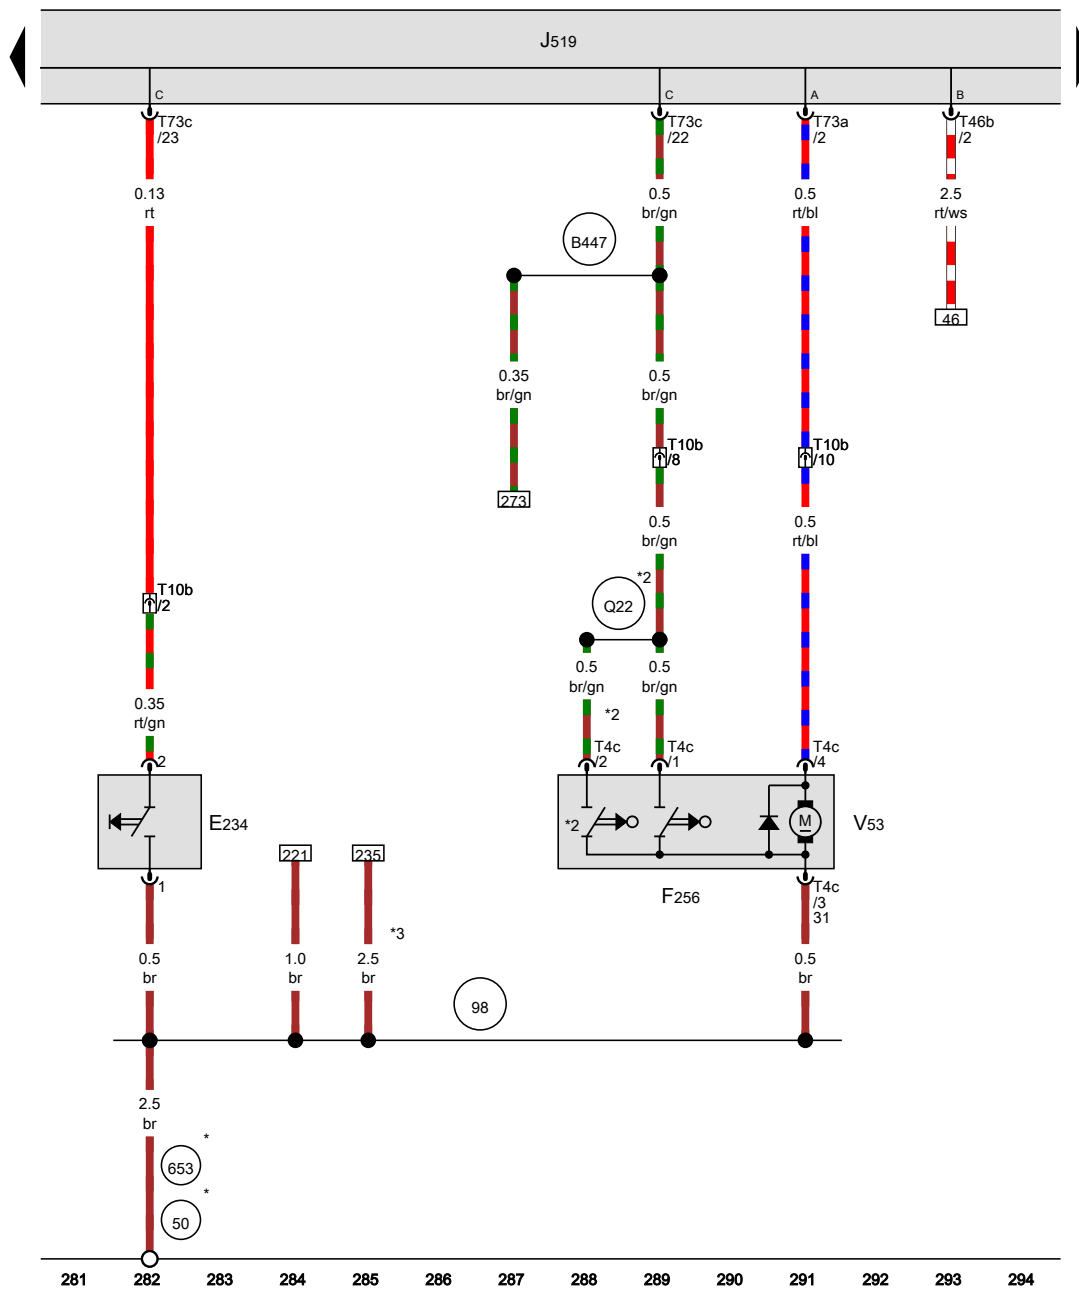 J519
C
C
A
B
T73c
/23
T73c
/22
T73a
/2
T46b
/2
0.13
rt
0.5
br/gn
0.5
rt/bl
2.5
rt/ws
B447
46
0.35
br/gn
0.5
br/gn
T10b
/8
T10b
/10
273
0.5
br/gn
0.5
rt/bl
T10b
/2
*2
Q22
0.5
br/gn
0.5
br/gn
0.35
rt/gn
*2
2
T4c
/2
T4c
/1
T4c
/4
E234
*2
M
V53
221
235
1
F256
T4c
/3
31
*3
0.5
br
1.0
br
2.5
br
0.5
br
98
2.5
br
*
653
*
50
281 282 283 284 285 286 287 288 289 290 291 292 293 294